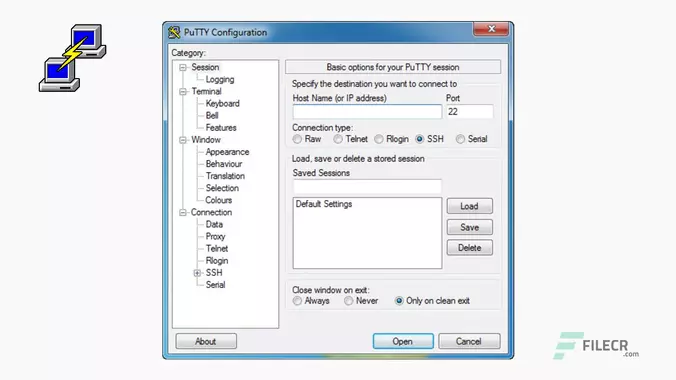 PuTTY Configuration
Category:
Session
Logging
Terminal
Keyboard
Bell
Features
Window
Appearance
Behaviour
Translation
Selection
Colours
Connection
Data
Proxy
Telnet
Rlogin
SSH
Serial
Basic options for your PuTTY session
Specify the destination you want to connect to
Host Name (or IP address) Port
22
Connection type:
Raw Telnet Rlogin SSH Serial
Load, save or delete a stored session
Saved Sessions
Default Settings
Load
Save
Delete
Close window on exit:
Always Never Only on clean exit
About Open Cancel
FILECR
.com